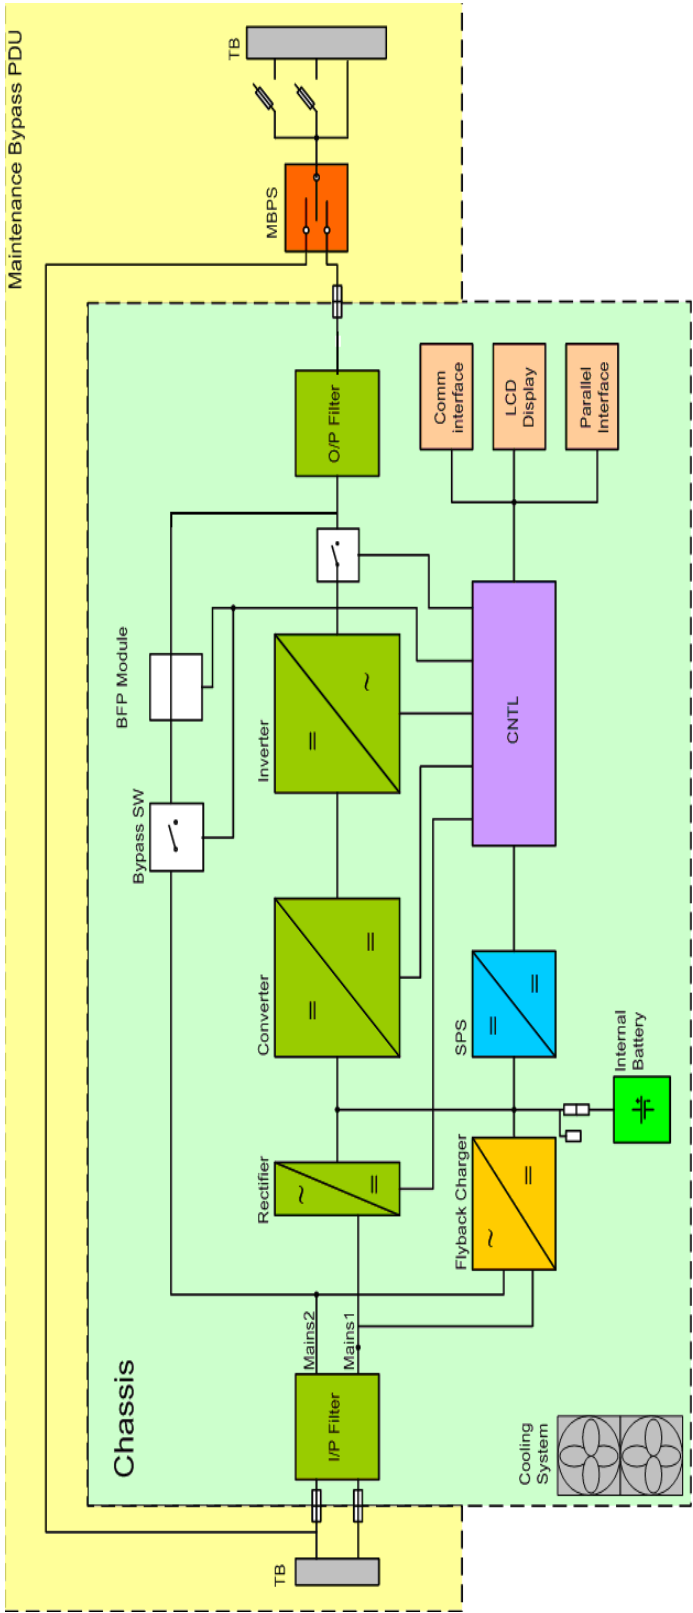 Maintenance Bypass PDU
Chassis
TB
I/P Filter
Mains2
Mains1
Cooling
System
Rectifier
Flyback Charger
Internal
Battery
Converter
SPS
Bypass SW
BFP Module
Inverter
CNTL
O/P Filter
Comm
interface
LCD
Display
Parallel
Interface
MBPS
TB